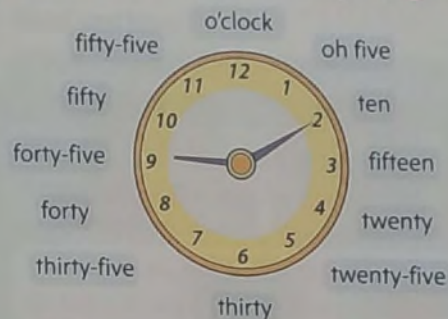 o'clock
fifty-five
oh five
12
11
1
fifty
ten
10
2
forty-five
9
3
fifteen
forty
8
4
twenty
7
5
thirty-five
6
twenty-five
thirty